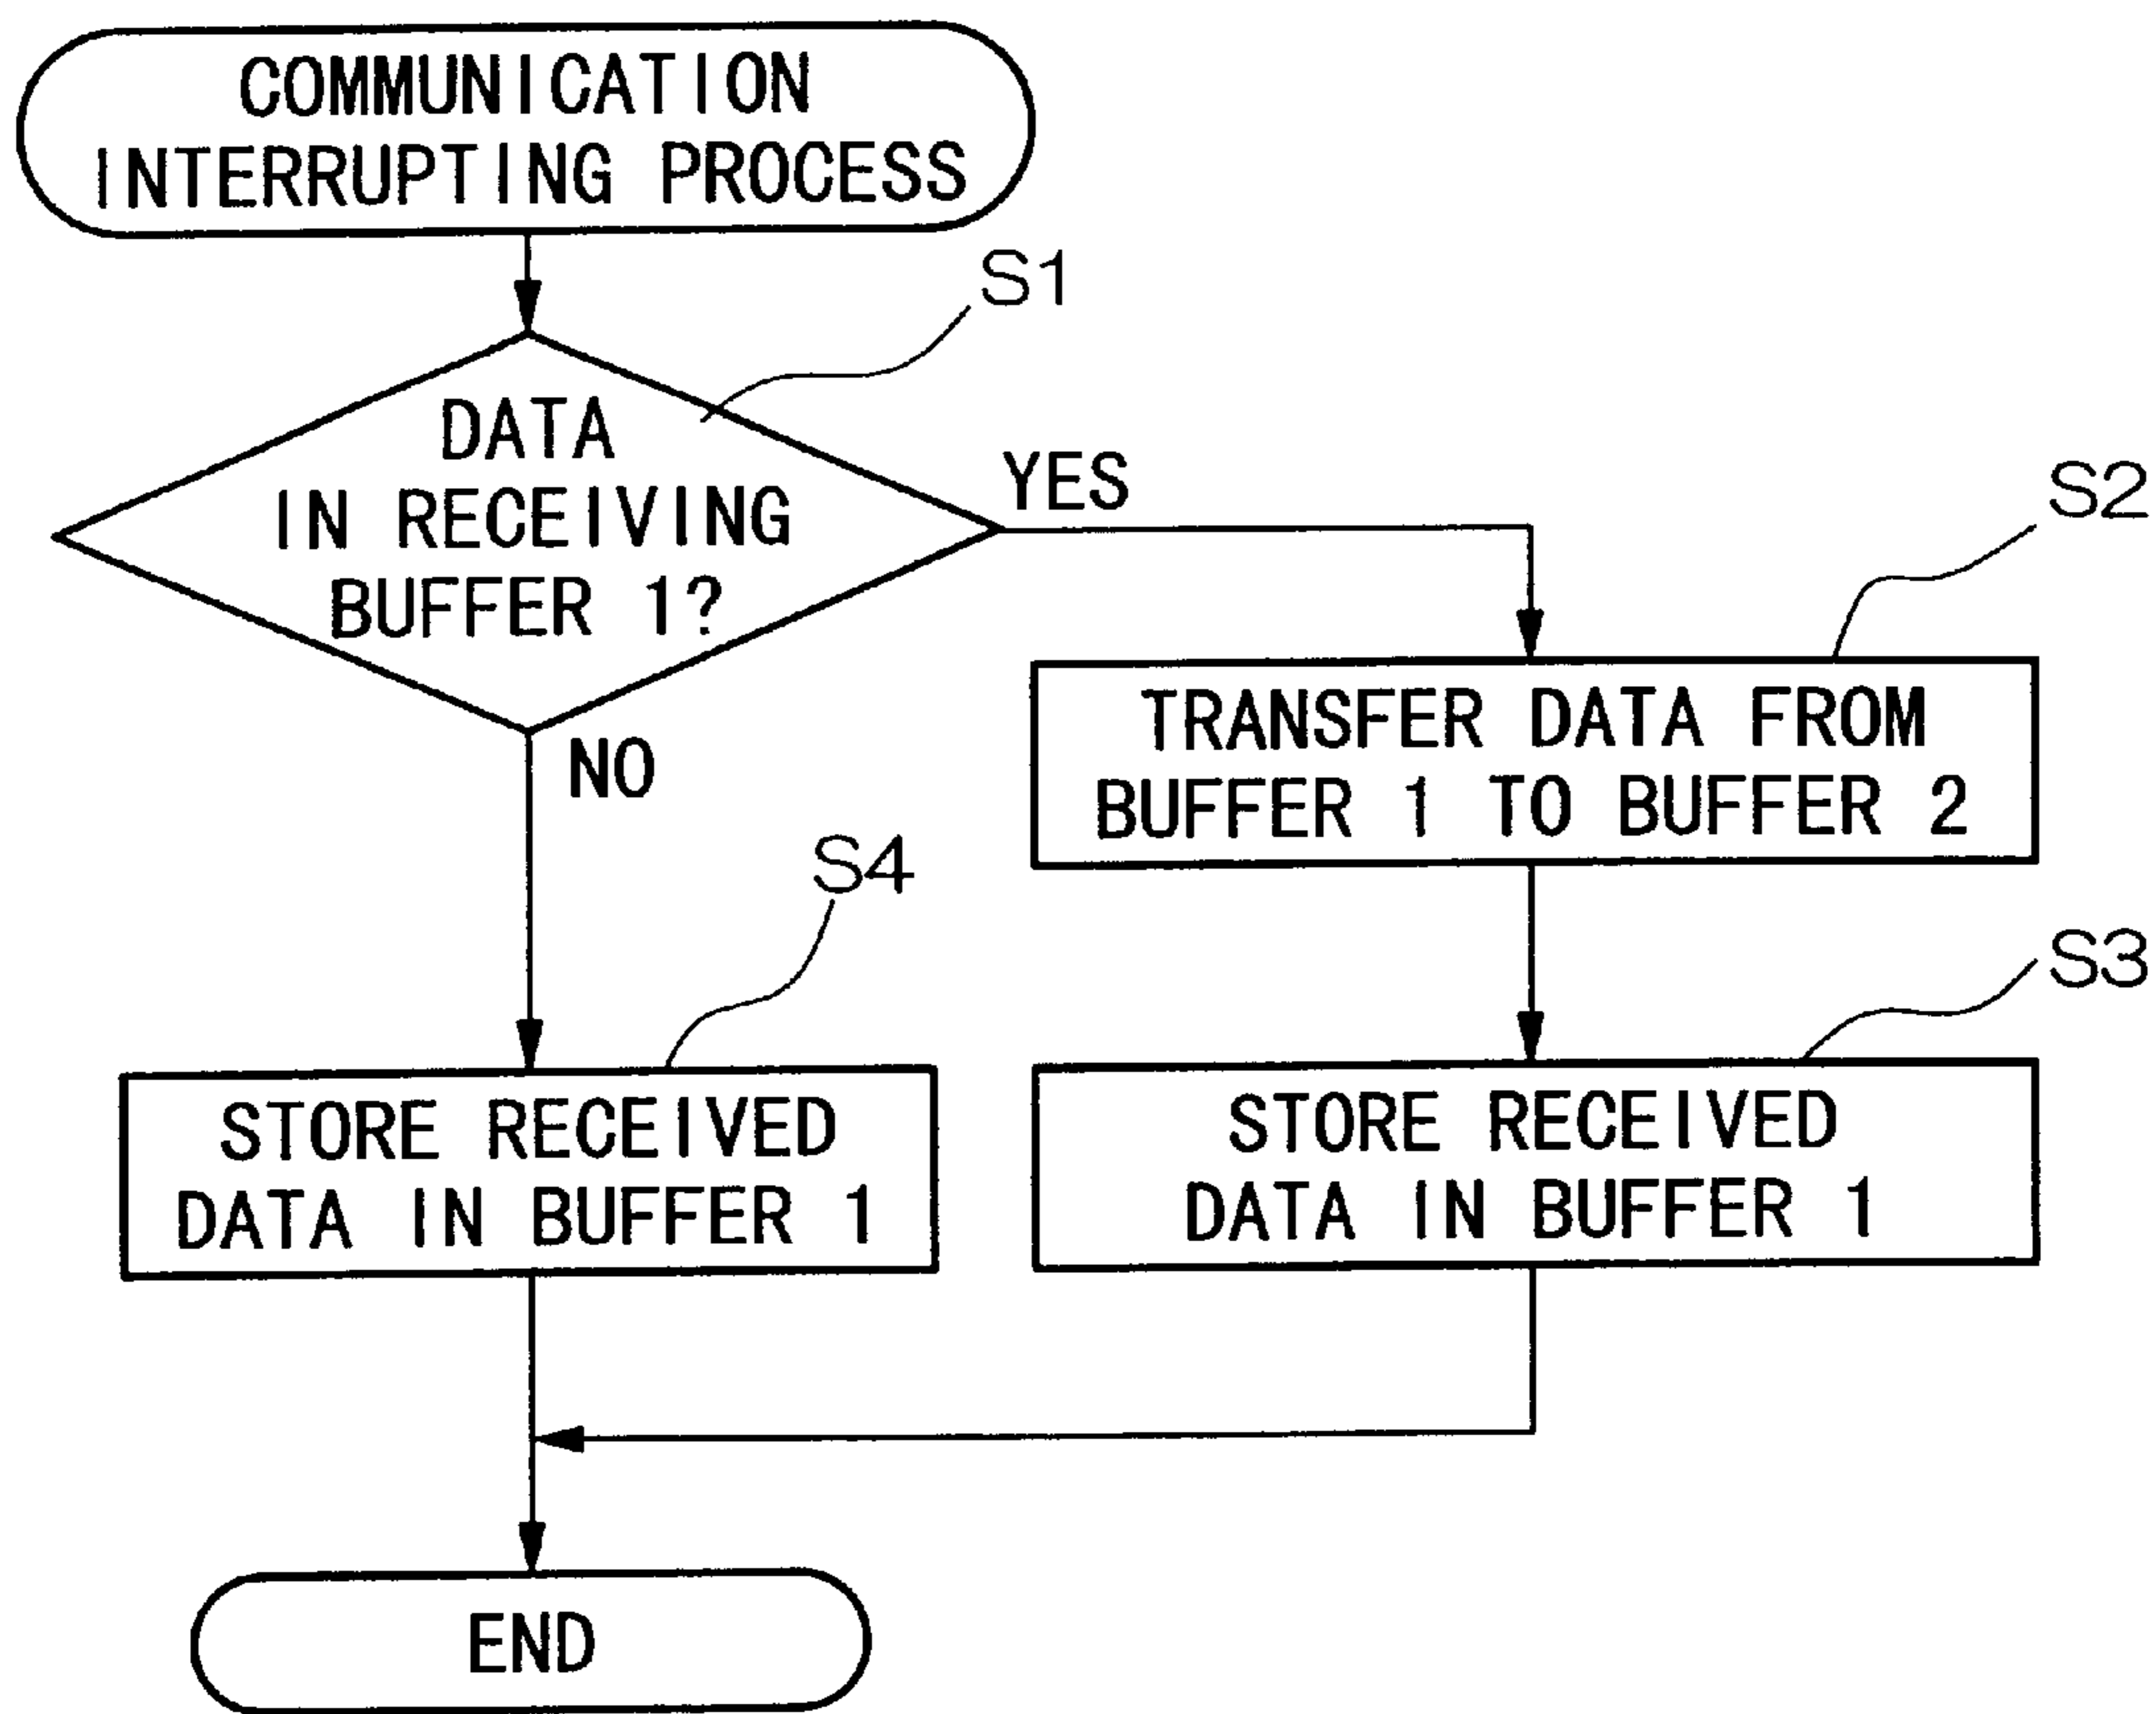 COMMUNICATION
INTERRUPTING PROCESS
S1
DATA
IN RECEIVING
BUFFER 1?
YES
S2
TRANSFER DATA FROM
BUFFER 1 TO BUFFER 2
NO
S4
S3
STORE RECEIVED
DATA IN BUFFER 1
STORE RECEIVED
DATA IN BUFFER 1
END